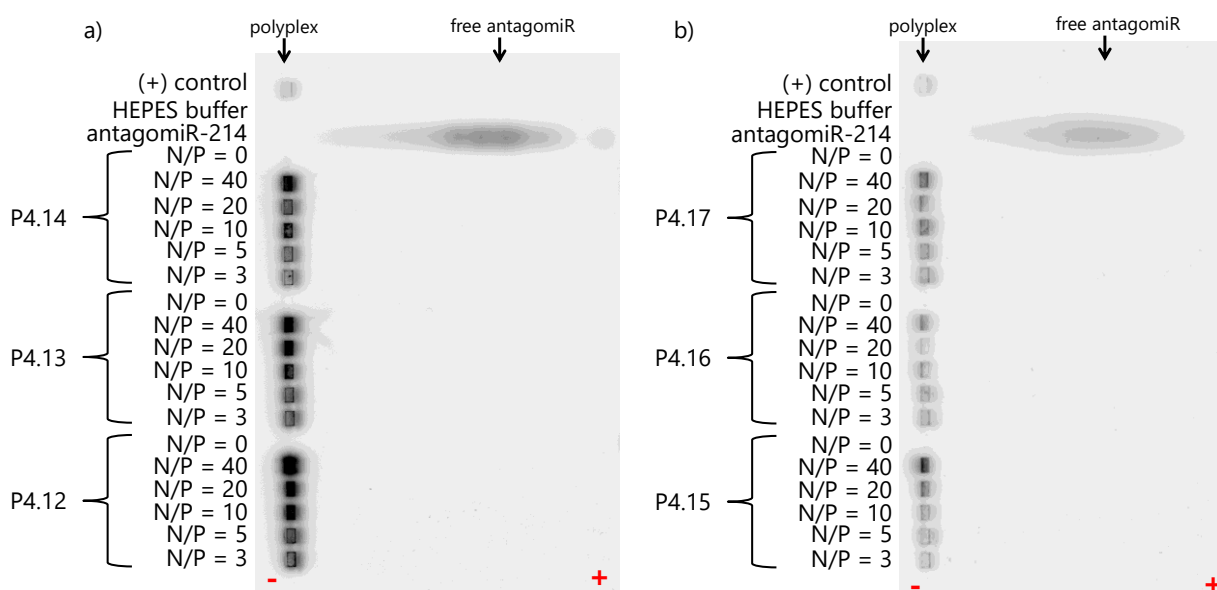 a)
polyplex
free antagomiR
(+) control
HEPES buffer
antagomiR-214
P4.14
N/P = 0
N/P = 40
N/P = 20
N/P = 10
N/P = 5
N/P = 3
P4.13
N/P = 0
N/P = 40
N/P = 20
N/P = 10
N/P = 5
N/P = 3
P4.12
N/P = 0
N/P = 40
N/P = 20
N/P = 10
N/P = 5
N/P = 3
- +
b)
polyplex
free antagomiR
(+) control
HEPES buffer
antagomiR-214
P4.17
N/P = 0
N/P = 40
N/P = 20
N/P = 10
N/P = 5
N/P = 3
P4.16
N/P = 0
N/P = 40
N/P = 20
N/P = 10
N/P = 5
N/P = 3
P4.15
N/P = 0
N/P = 40
N/P = 20
N/P = 10
N/P = 5
N/P = 3
- +